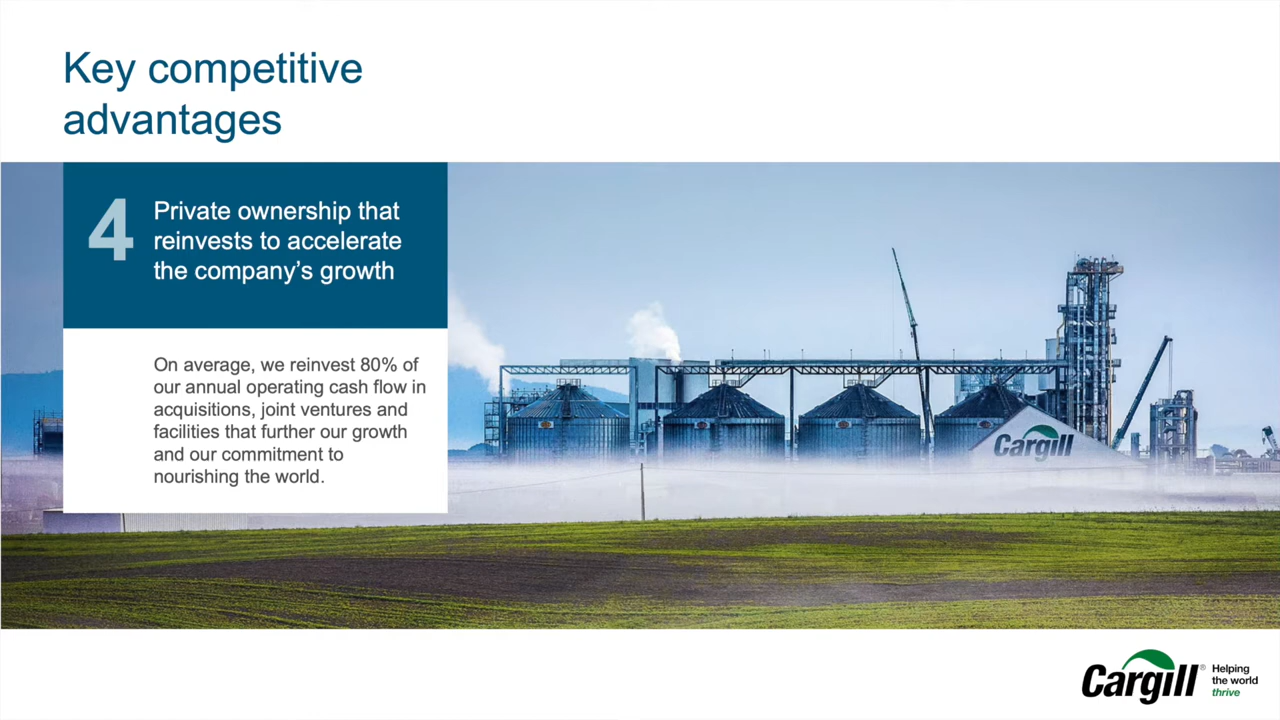 Key competitive
advantages
4
Private ownership that
reinvests to accelerate
the company’s growth
On average, we reinvest 80% of
our annual operating cash flow in
acquisitions, joint ventures and
facilities that further our growth
and our commitment to
nourishing the world.
Cargill
Cargill®
Helping
the world
thrive